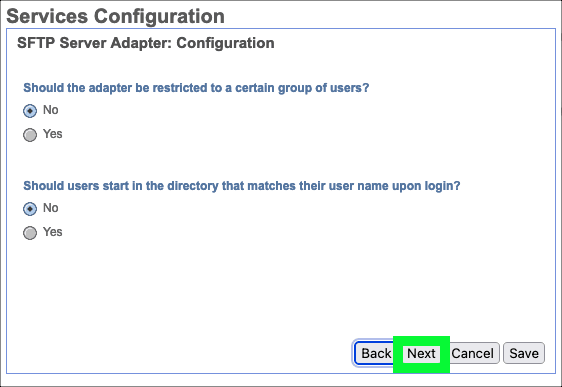 Services Configuration
SFTP Server Adapter: Configuration
Should the adapter be restricted to a certain group of users?
No
Yes
Should users start in the directory that matches their user name upon login?
No
Yes
Back Next Cancel Save